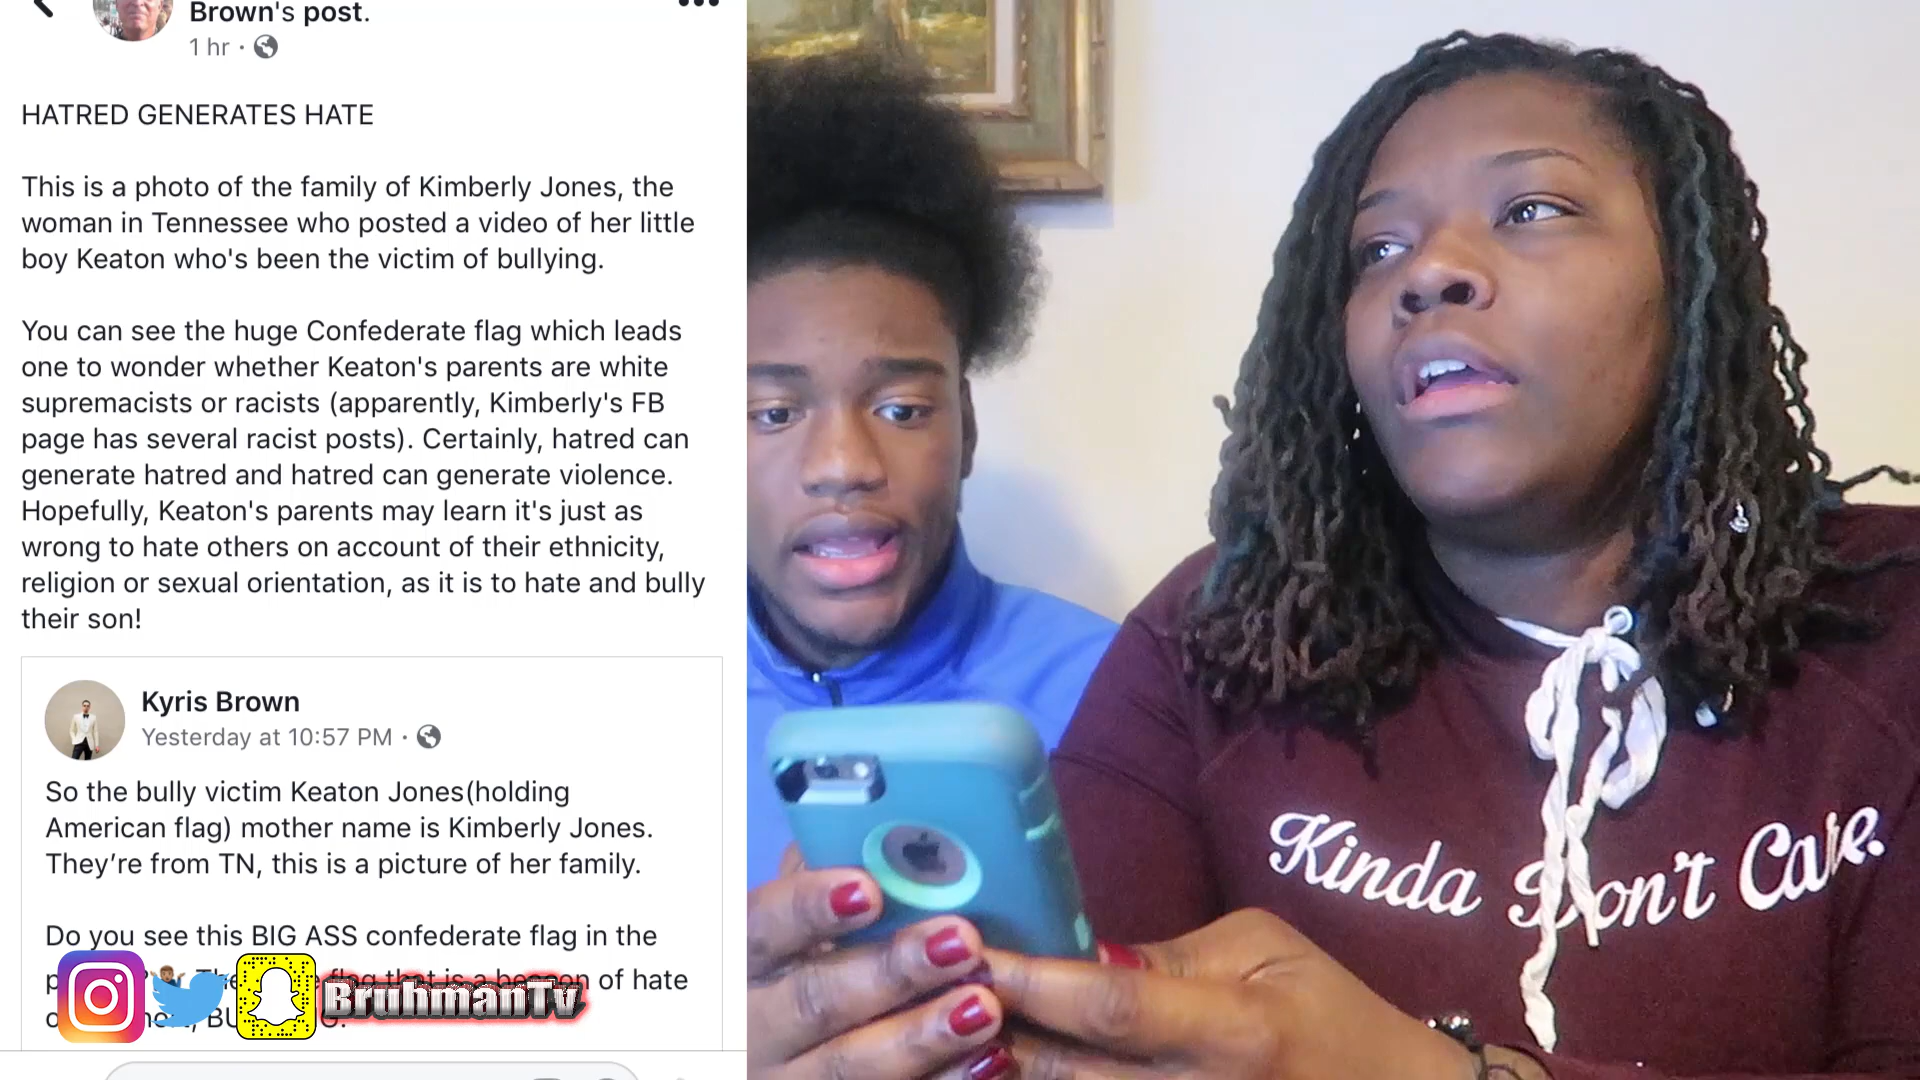 Brown's post.
1 hr ·
HATRED GENERATES HATE
This is a photo of the family of Kimberly Jones, the
woman in Tennessee who posted a video of her little
boy Keaton who's been the victim of bullying.
You can see the huge Confederate flag which leads
one to wonder whether Keaton's parents are white
supremacists or racists (apparently, Kimberly's FB
page has several racist posts). Certainly, hatred can
generate hatred and hatred can generate violence.
Hopefully, Keaton's parents may learn it's just as
wrong to hate others on account of their ethnicity,
religion or sexual orientation, as it is to hate and bully
their son!
Kyris Brown
Yesterday at 10:57 PM ·
So the bully victim Keaton Jones(holding
American flag) mother name is Kimberly Jones.
They're from TN, this is a picture of her family.
Do you see this BIG ASS confederate flag in the
flag that is a beacon of hate
BruhmanTv
Kinda Don't Care.